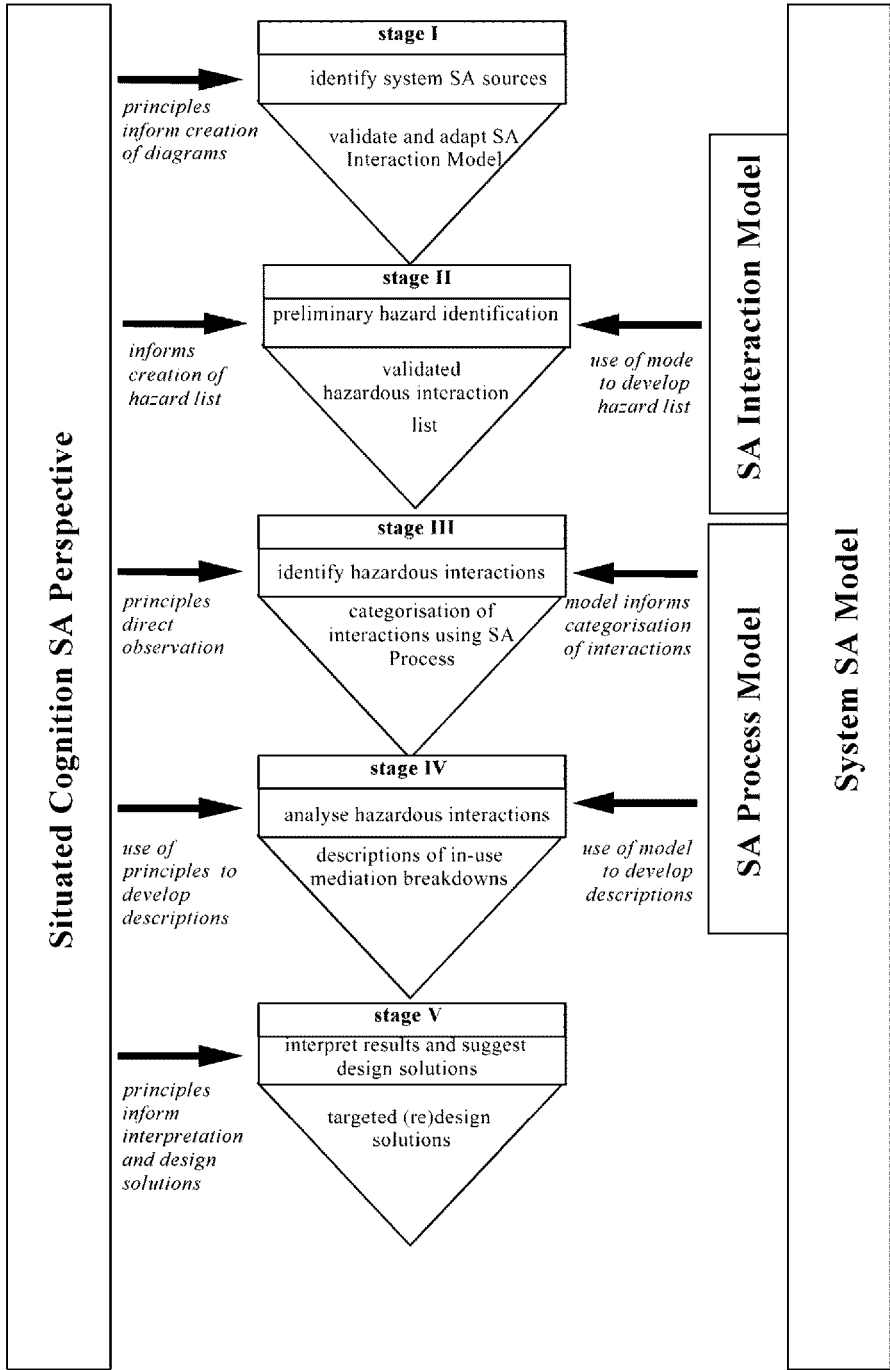 Situated Cognition SA Perspective
stage I
identify system SA sources
validate and adapt SA
Interaction Model
principles
inform creation
of diagrams
stage II
preliminary hazard identification
validated
hazardous interaction
list
informs
creation of
hazard list
use of mode
to develop
hazard list
stage III
identify hazardous interactions
categorisation of
interactions using SA
Process
principles
direct
observation
model informs
categorisation
of interactions
stage IV
analyse hazardous interactions
descriptions of in-use
mediation breakdowns
use of
principles to
develop
descriptions
use of model
to develop
descriptions
stage V
interpret results and suggest
design solutions
targeted (re)design
solutions
principles
inform
interpretation
and design
solutions
SA Interaction Model
SA Process Model
System SA Model